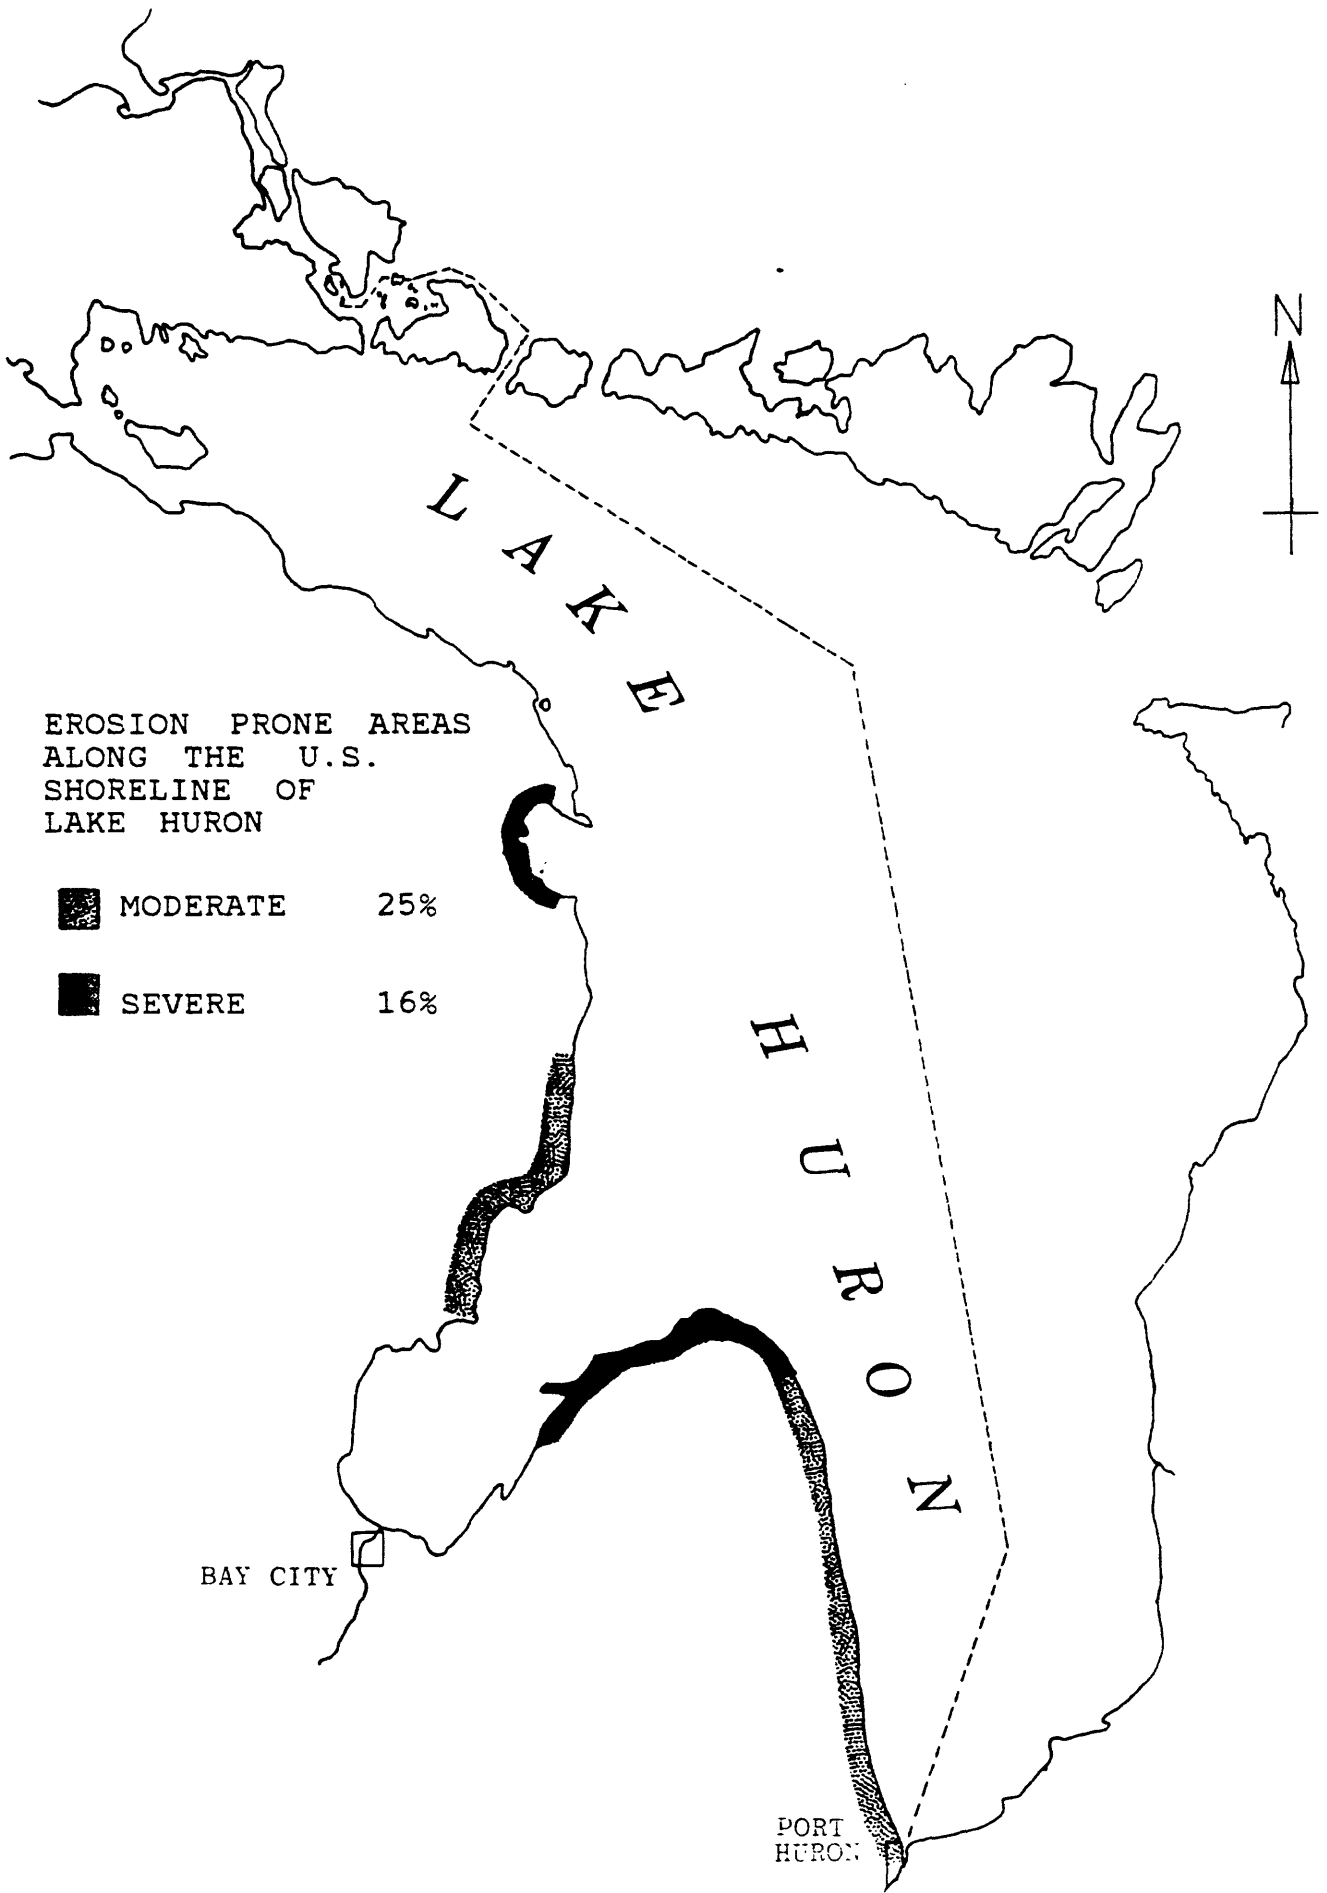 N
LAKE
EROSION PRONE AREAS
ALONG THE U.S.
SHORELINE OF
LAKE HURON
MODERATE 25%
SEVERE 16%
HURON
BAY CITY
PORT
HURON